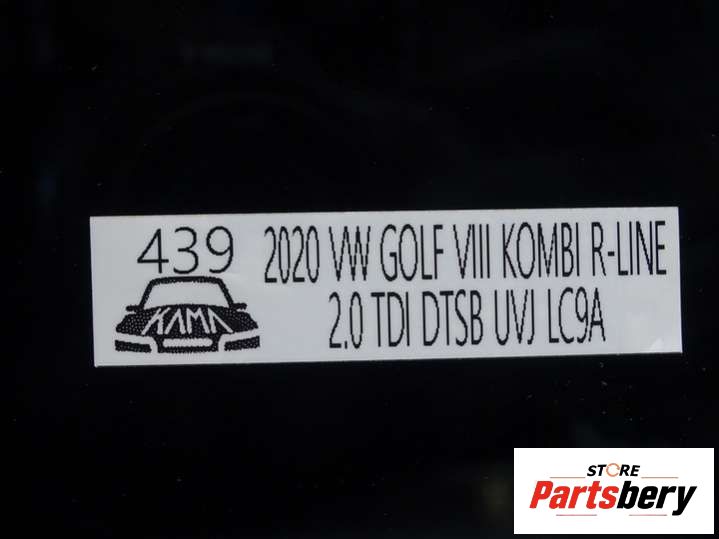 439
2020 VW GOLF VIII KOMBI R-LINE
2.0 TDI DTSB UVJ LC9A
KAMA
STORE
Partsbery